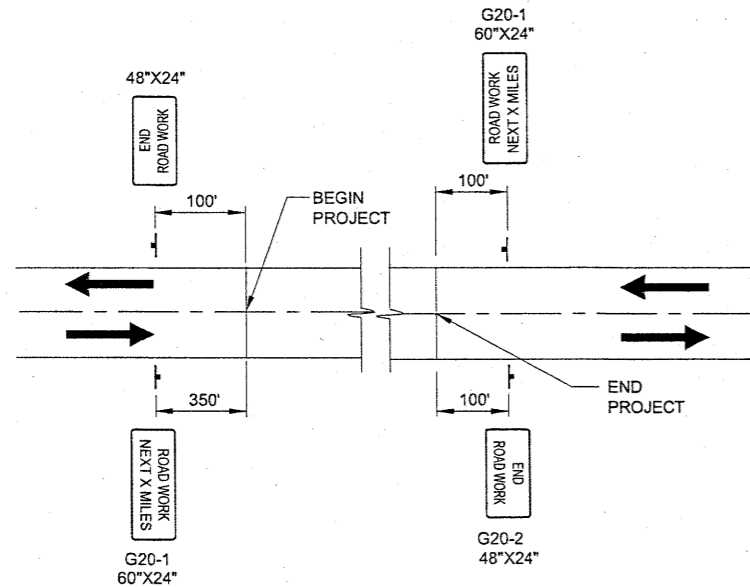 G20-1
60"X24"
48"X24"
END
ROAD WORK
ROAD WORK
NEXT X MILES
100'
100'
BEGIN
PROJECT
350'
100'
END
PROJECT
ROAD WORK
NEXT X MILES
END
ROAD WORK
G20-1
60"X24"
G20-2
48"X24"